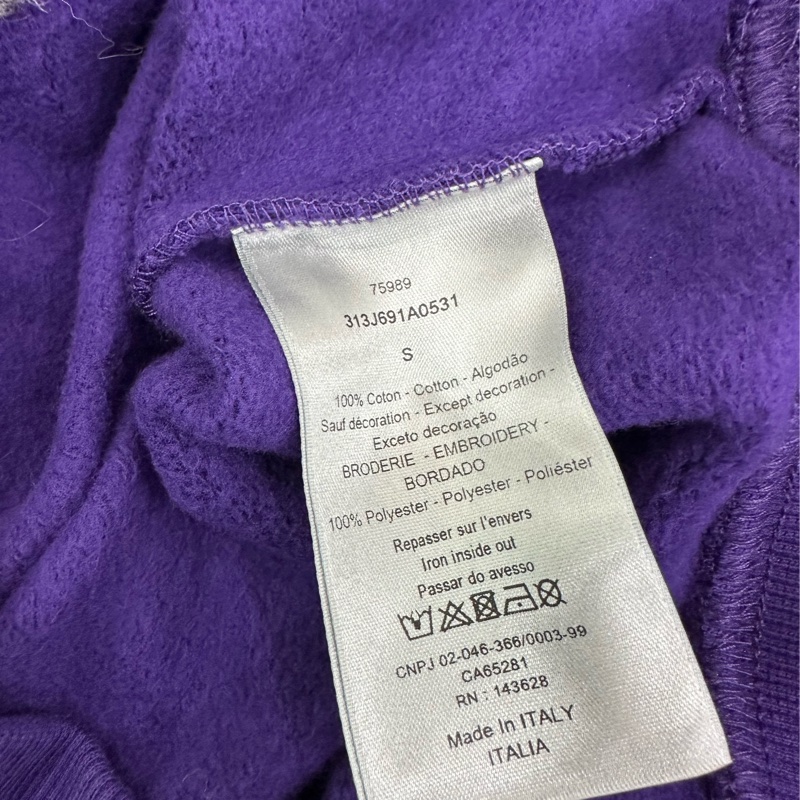 75989
313J691A0531
S
100% Coton - Cotton - Algodão
Sauf décoration - Except decoration -
Exceto decoração
BRODERIE - EMBROIDERY -
BORDADO
100% Polyester - Polyester - Poliéster
Repasser sur l'envers
Iron inside out
Passar do avesso
CNPJ 02-046-366/0003-99
CA65281
RN : 143628
Made In ITALY
ITALIA